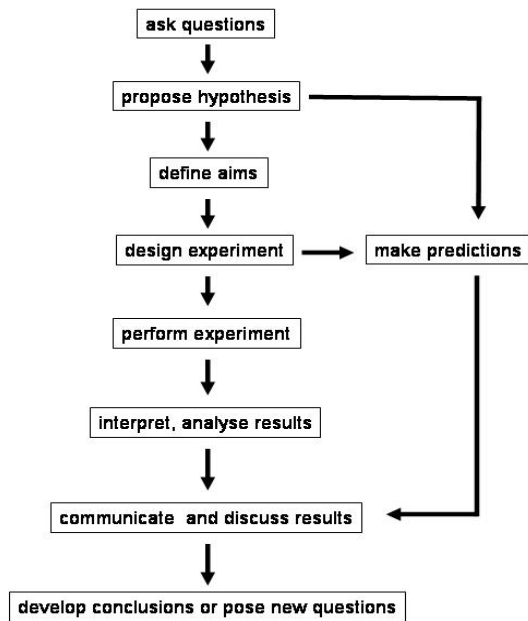 ask questions
propose hypothesis
define aims
design experiment
make predictions
perform experiment
interpret, analyse results
communicate and discuss results
develop conclusions or pose new questions